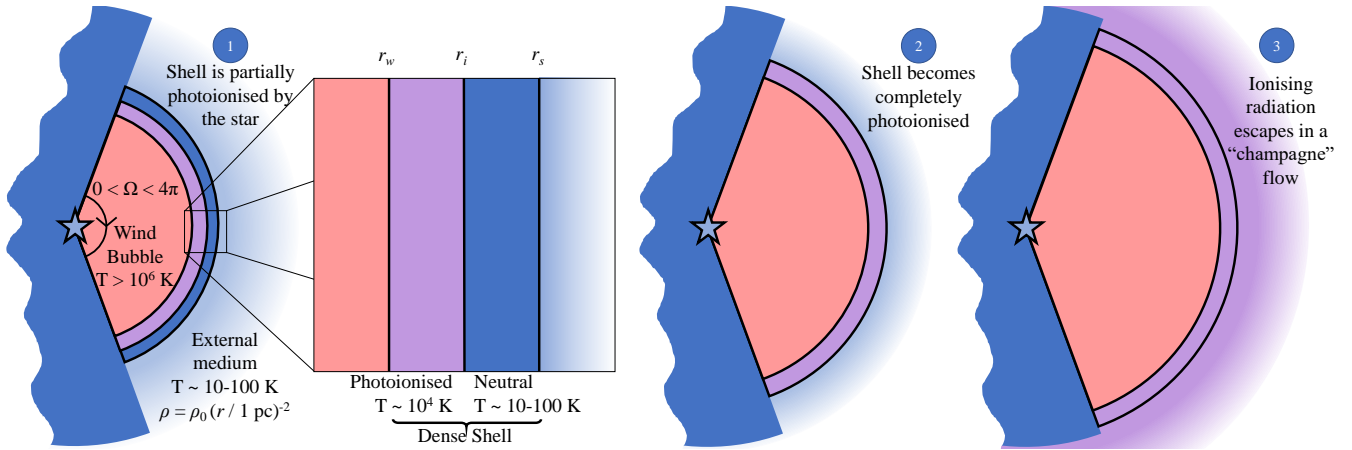 1
Shell is partially
photoionised by
the star
0 < Ω < 4π
Wind
Bubble
T > 10⁶ K
External
medium
T ~ 10-100 K
ρ = ρ₀ (r / 1 pc)⁻²
r_w
r_i
r_s
Photoionised
T ~ 10⁴ K
Neutral
T ~ 10-100 K
Dense Shell
2
Shell becomes
completely
photoionised
3
Ionising
radiation
escapes in a
“champagne”
flow